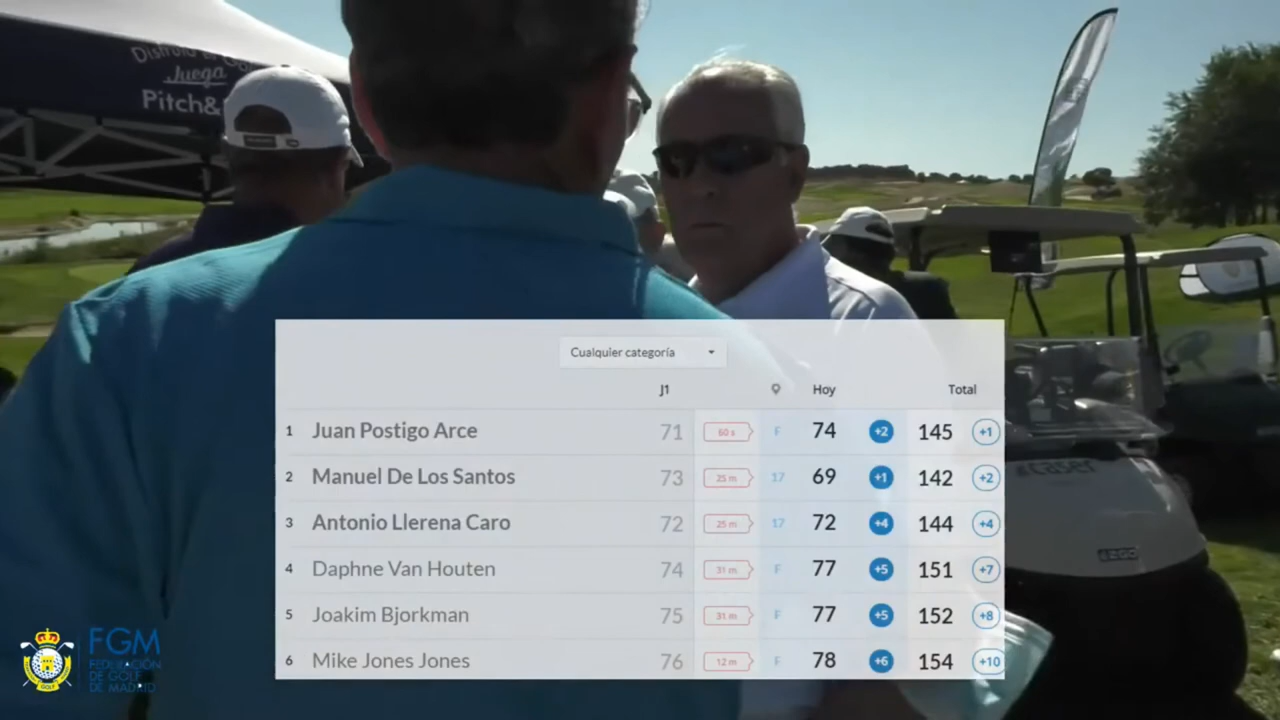 Juega
Pitch&
Cualquier categoría
J1 Hoy Total
1 Juan Postigo Arce 71 60 s F 74 +2 145 +1
2 Manuel De Los Santos 73 25 m 17 69 +1 142 +2
3 Antonio Llerena Caro 72 25 m 17 72 +4 144 +4
4 Daphne Van Houten 74 31 m F 77 +5 151 +7
5 Joakim Bjorkman 75 31 m F 77 +5 152 +8
6 Mike Jones Jones 76 12 m F 78 +6 154 +10
caser
EZGO
GOLF
FGM
FEDERACIÓN
DE GOLF
DE MADRID